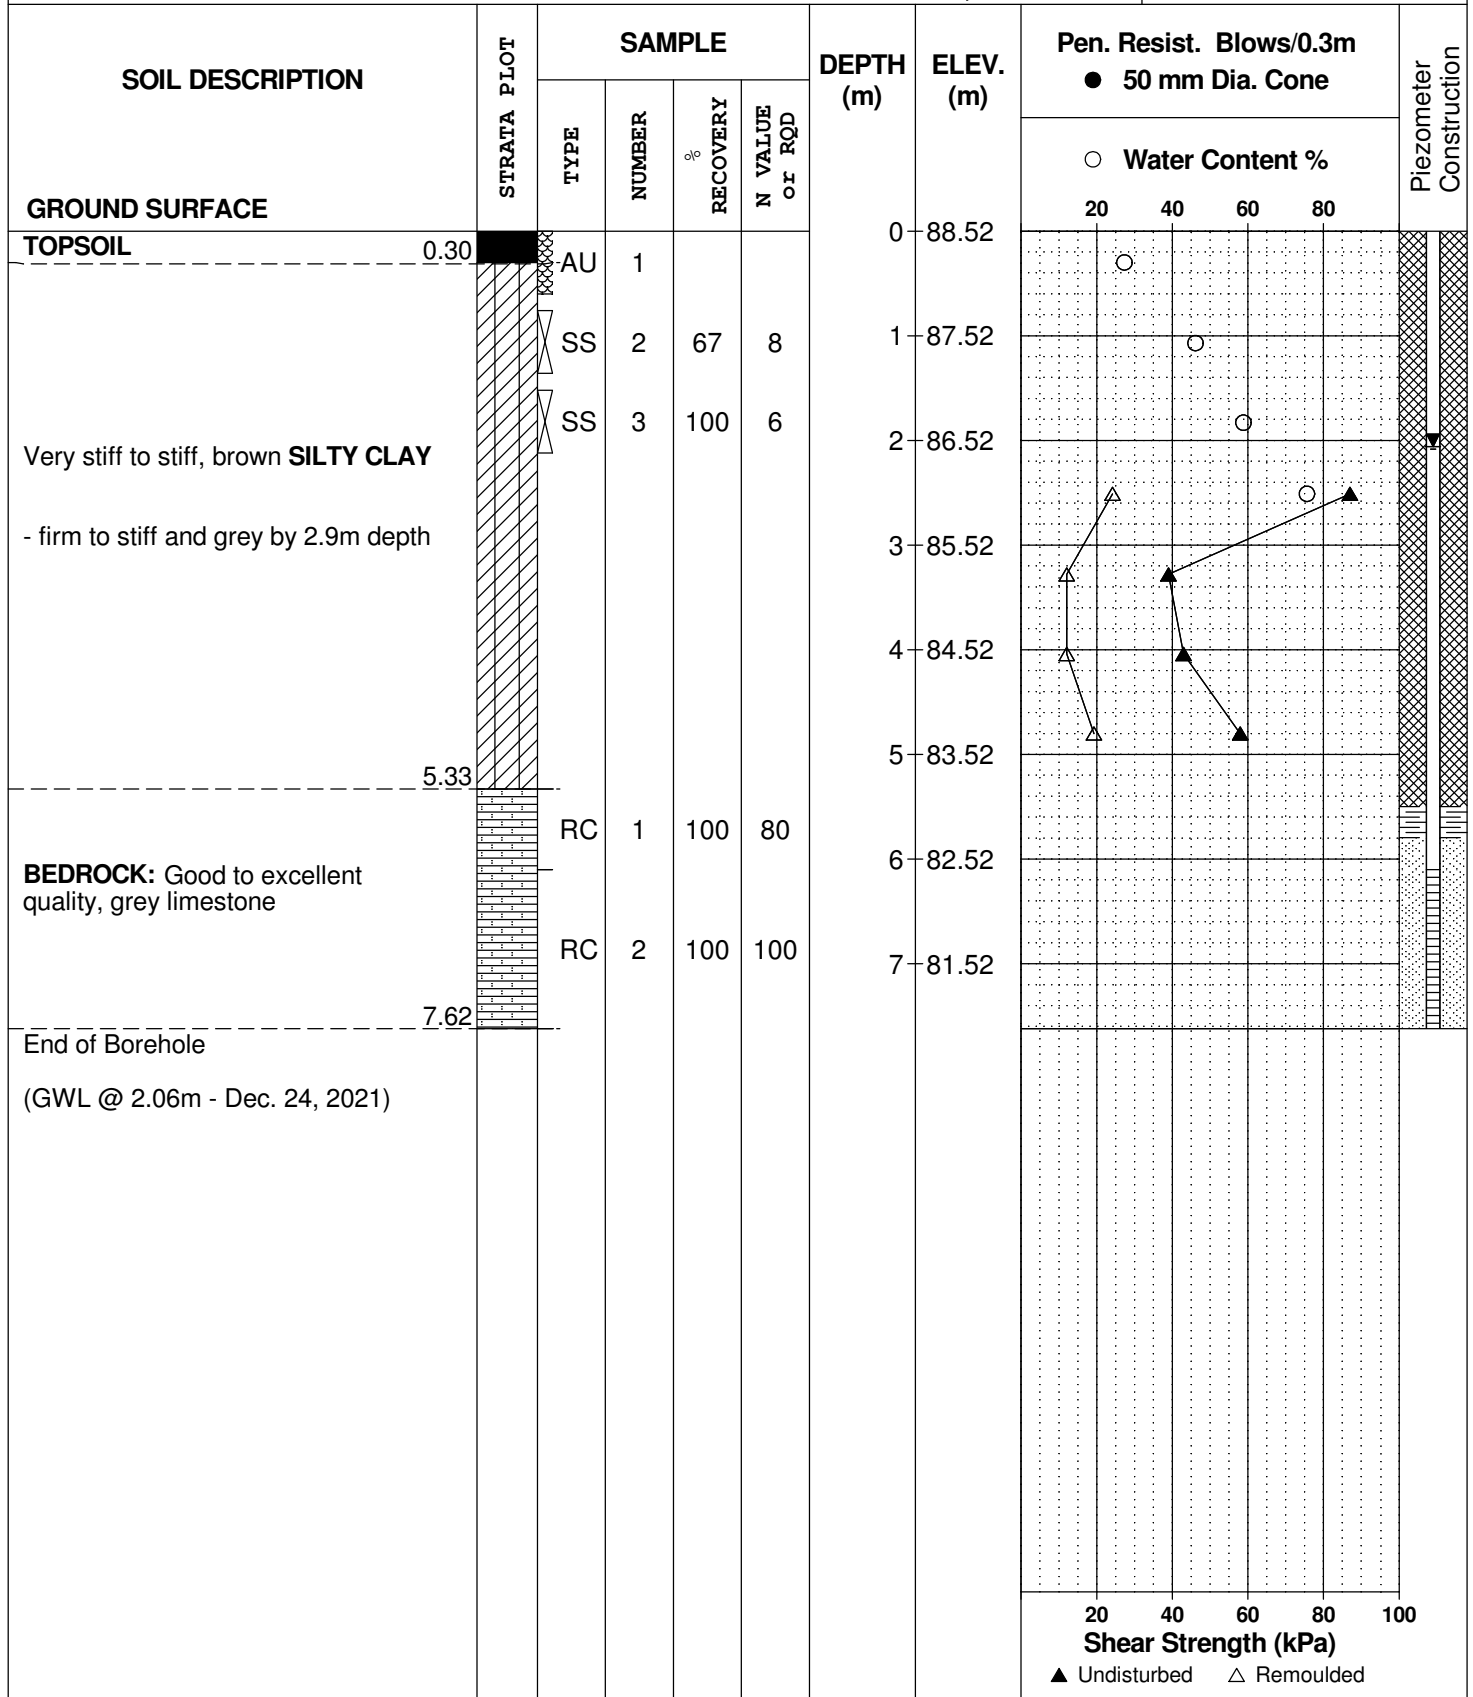 SOIL DESCRIPTION
GROUND SURFACE
STRATA PLOT
SAMPLE
TYPE
NUMBER
%
RECOVERY
N VALUE
or RQD
DEPTH
(m)
ELEV.
(m)
Pen. Resist. Blows/0.3m
● 50 mm Dia. Cone
○ Water Content %
20 40 60 80
Piezometer
Construction
TOPSOIL 0.30
AU 1
0 88.52
SS 2 67 8
1 87.52
SS 3 100 6
2 86.52
Very stiff to stiff, brown SILTY CLAY
- firm to stiff and grey by 2.9m depth
3 85.52
4 84.52
5 83.52
5.33
RC 1 100 80
6 82.52
BEDROCK: Good to excellent
quality, grey limestone
RC 2 100 100
7 81.52
7.62
End of Borehole
(GWL @ 2.06m - Dec. 24, 2021)
20 40 60 80 100
Shear Strength (kPa)
▲ Undisturbed △ Remoulded